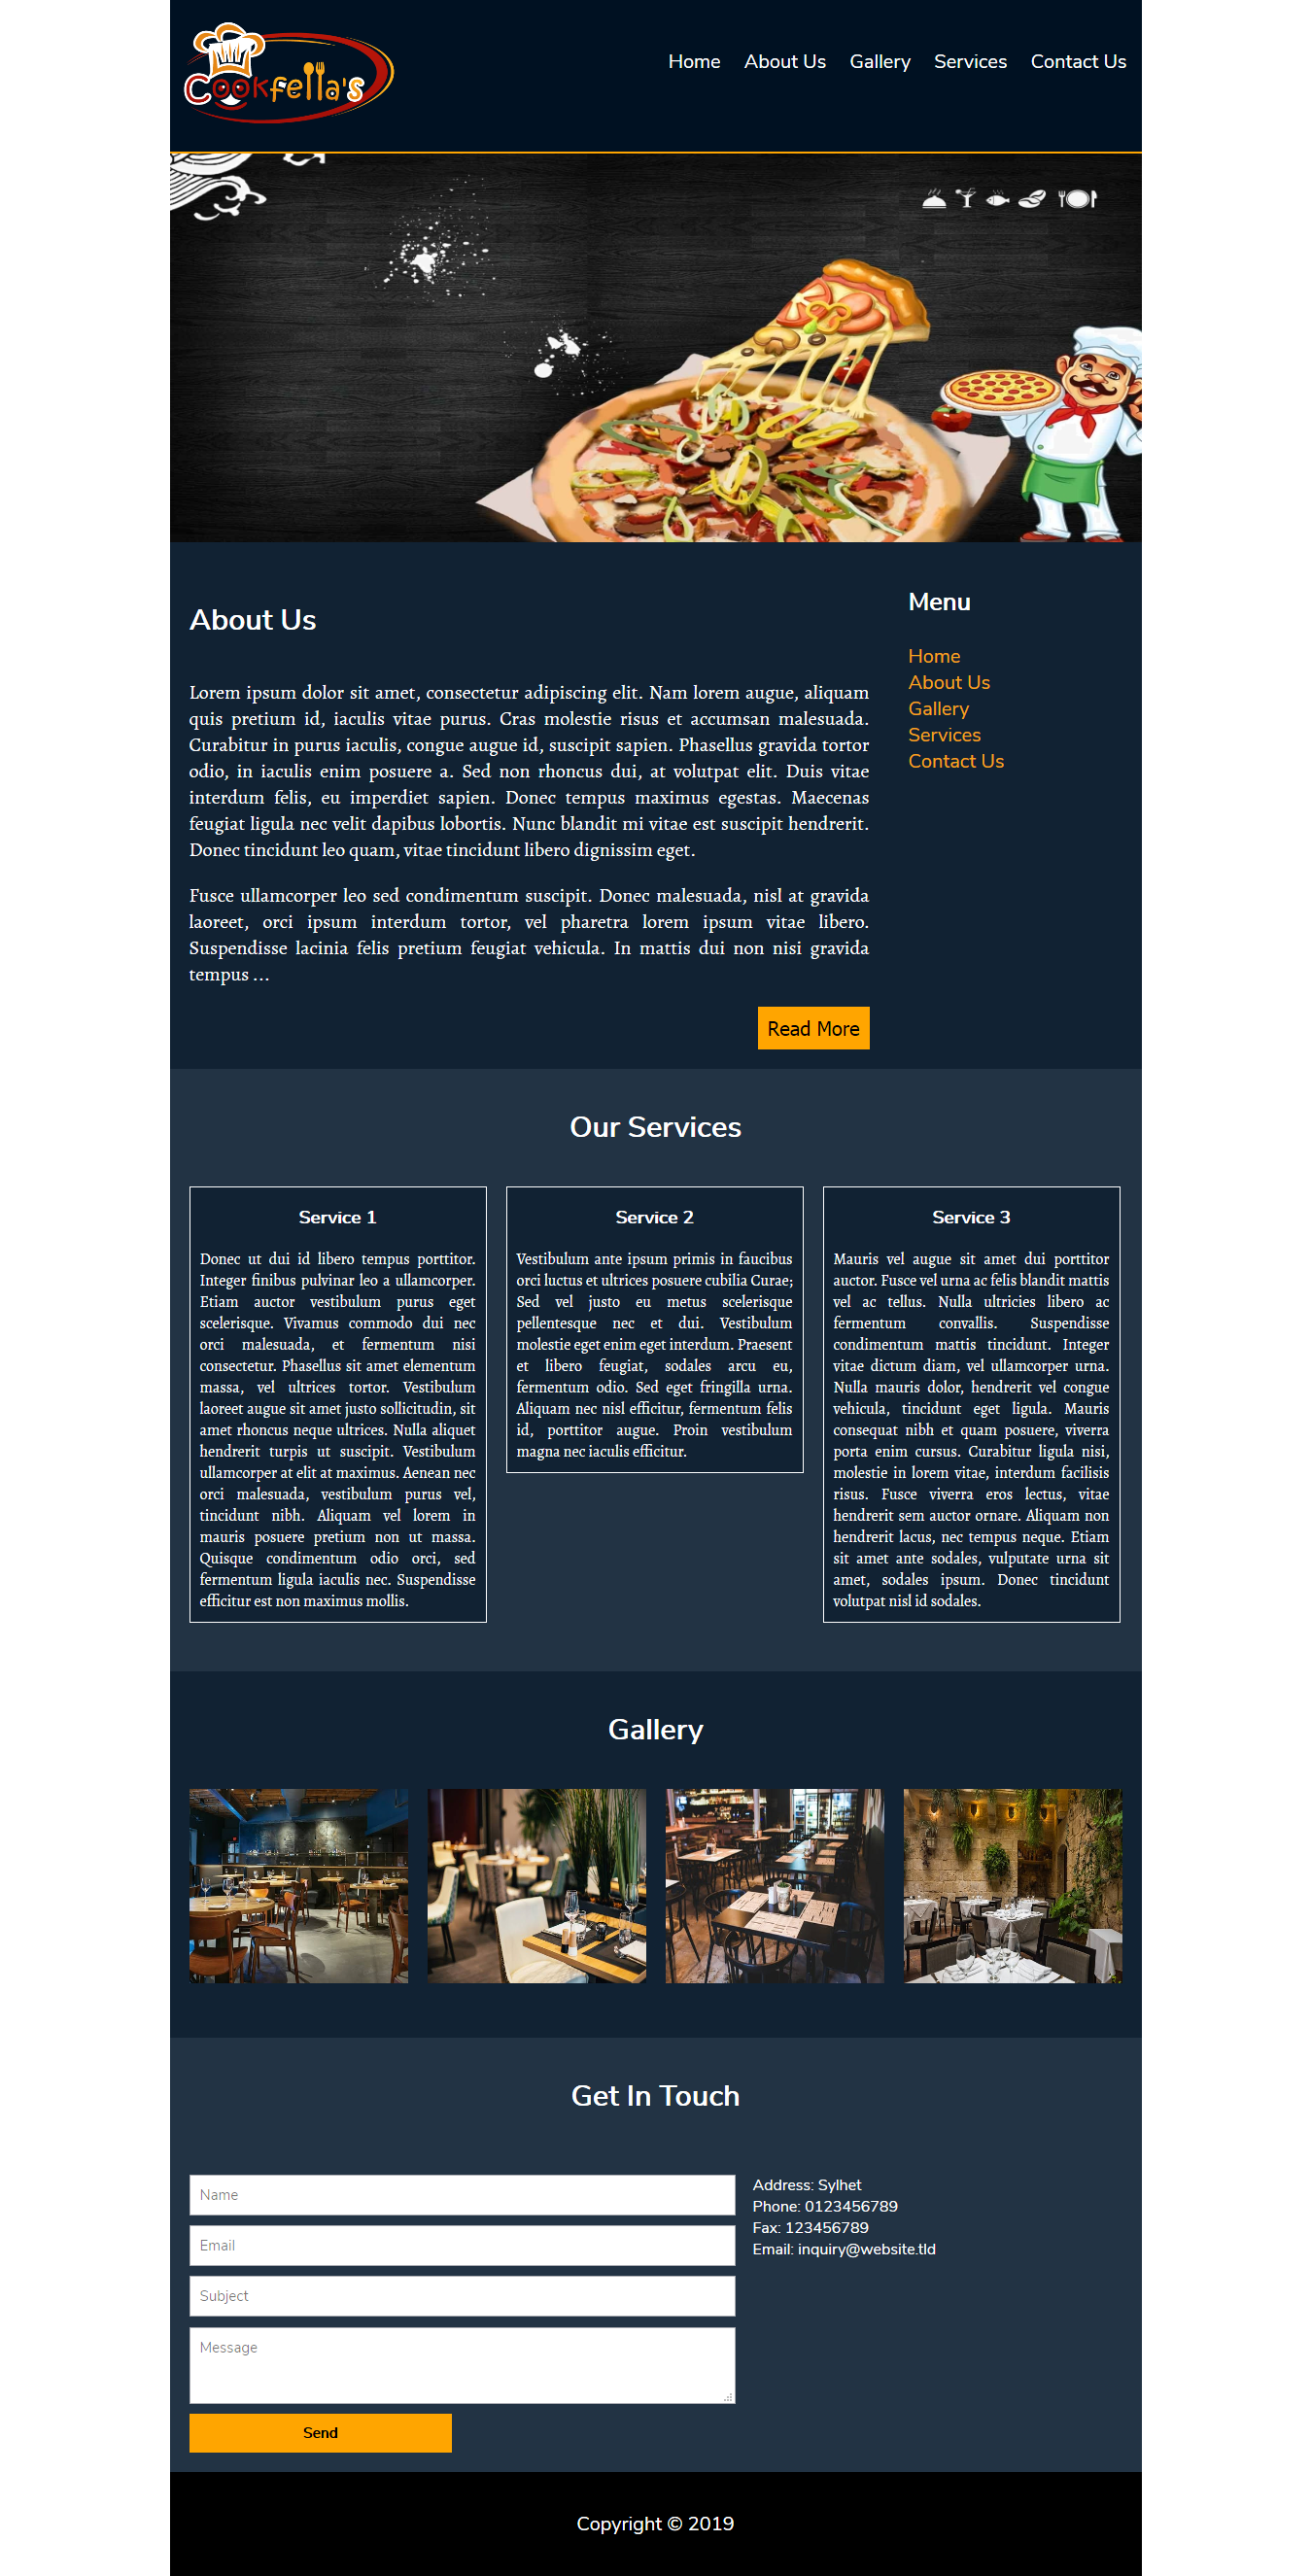 Cookfella's
Home About Us Gallery Services Contact Us
About Us
Lorem ipsum dolor sit amet, consectetur adipiscing elit. Nam lorem augue, aliquam
quis pretium id, iaculis vitae purus. Cras molestie risus et accumsan malesuada.
Curabitur in purus iaculis, congue augue id, suscipit sapien. Phasellus gravida tortor
odio, in iaculis enim posuere a. Sed non rhoncus dui, at volutpat elit. Duis vitae
interdum felis, eu imperdiet sapien. Donec tempus maximus egestas. Maecenas
feugiat ligula nec velit dapibus lobortis. Nunc blandit mi vitae est suscipit hendrerit.
Donec tincidunt leo quam, vitae tincidunt libero dignissim eget.
Fusce ullamcorper leo sed condimentum suscipit. Donec malesuada, nisl at gravida
laoreet, orci ipsum interdum tortor, vel pharetra lorem ipsum vitae libero.
Suspendisse lacinia felis pretium feugiat vehicula. In mattis dui non nisi gravida
tempus ...
Read More
Menu
Home
About Us
Gallery
Services
Contact Us
Our Services
Service 1
Donec ut dui id libero tempus porttitor.
Integer finibus pulvinar leo a ullamcorper.
Etiam auctor vestibulum purus eget
scelerisque. Vivamus commodo dui nec
orci malesuada, et fermentum nisi
consectetur. Phasellus sit amet elementum
massa, vel ultrices tortor. Vestibulum
laoreet augue sit amet justo sollicitudin, sit
amet rhoncus neque ultrices. Nulla aliquet
hendrerit turpis ut suscipit. Vestibulum
ullamcorper at elit at maximus. Aenean nec
orci malesuada, vestibulum purus vel,
tincidunt nibh. Aliquam vel lorem in
mauris posuere pretium non ut massa.
Quisque condimentum odio orci, sed
fermentum ligula iaculis nec. Suspendisse
efficitur est non maximus mollis.
Service 2
Vestibulum ante ipsum primis in faucibus
orci luctus et ultrices posuere cubilia Curae;
Sed vel justo eu metus scelerisque
pellentesque nec et dui. Vestibulum
molestie eget enim eget interdum. Praesent
et libero feugiat, sodales arcu eu,
fermentum odio. Sed eget fringilla urna.
Aliquam nec nisl efficitur, fermentum felis
id, porttitor augue. Proin vestibulum
magna nec iaculis efficitur.
Service 3
Mauris vel augue sit amet dui porttitor
auctor. Fusce vel urna ac felis blandit mattis
vel ac tellus. Nulla ultricies libero ac
fermentum convallis. Suspendisse
condimentum mattis tincidunt. Integer
vitae dictum diam, vel ullamcorper urna.
Nulla mauris dolor, hendrerit vel congue
vehicula, tincidunt eget ligula. Mauris
consequat nibh et quam posuere, viverra
porta enim cursus. Curabitur ligula nisi,
molestie in lorem vitae, interdum facilisis
risus. Fusce viverra eros lectus, vitae
hendrerit sem auctor ornare. Aliquam non
hendrerit lacus, nec tempus neque. Etiam
sit amet ante sodales, vulputate urna sit
amet, sodales ipsum. Donec tincidunt
volutpat nisl id sodales.
Gallery
Get In Touch
Name
Email
Subject
Message
Send
Address: Sylhet
Phone: 0123456789
Fax: 123456789
Email: inquiry@website.tld
Copyright © 2019